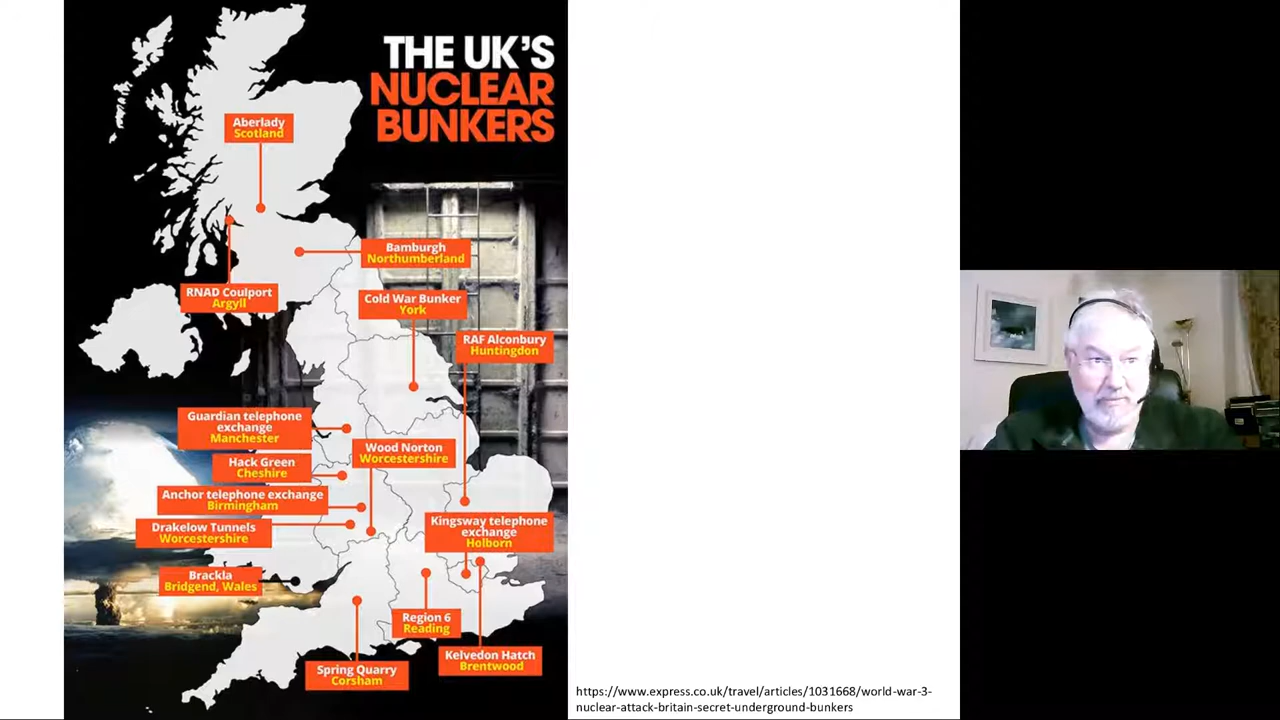 THE UK'S
NUCLEAR
BUNKERS
Aberlady
Scotland
Bamburgh
Northumberland
RNAD Coulport
Argyll
Cold War Bunker
York
RAF Alconbury
Huntingdon
Guardian telephone
exchange
Manchester
Wood Norton
Worcestershire
Hack Green
Cheshire
Anchor telephone exchange
Birmingham
Drakelow Tunnels
Worcestershire
Kingsway telephone
exchange
Holborn
Brackla
Bridgend, Wales
Region 6
Reading
Kelvedon Hatch
Brentwood
Spring Quarry
Corsham
https://www.express.co.uk/travel/articles/1031668/world-war-3-
nuclear-attack-britain-secret-underground-bunkers